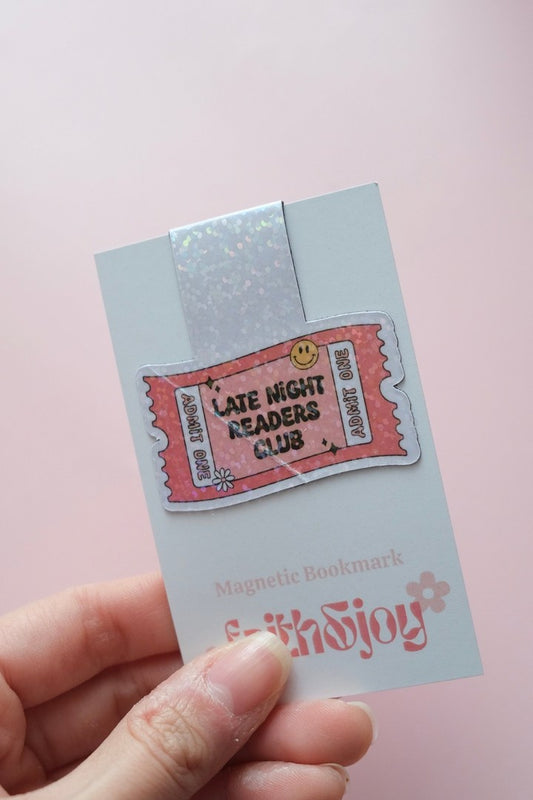 LATE NiGHT
READERS
CLUB
ADMiT ONE
ADMiT ONE
Magnetic Bookmark
faith&joy